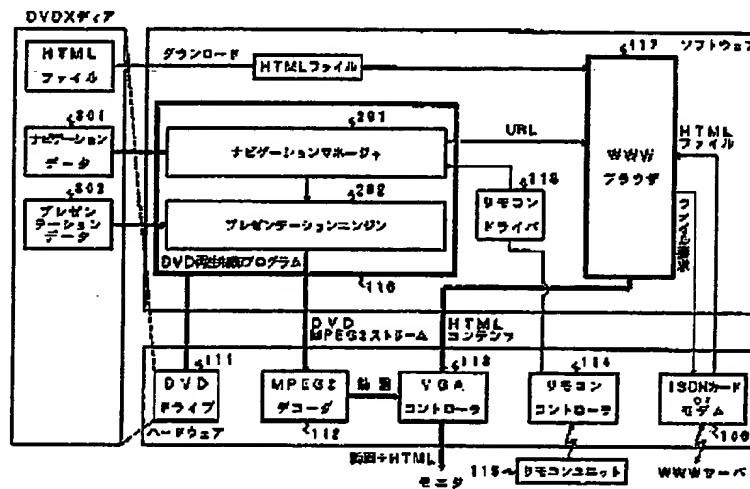 DVDメディア
HTML
ファイル
ダウンロード
HTMLファイル
117
ソフトウェア
301
ナビゲーション
データ
201
ナビゲーションマネージャ
URL
WWW
ブラウザ
HTML
ファイル
302
プレゼン
テーション
データ
202
プレゼンテーションエンジン
118
リモコン
ドライバ
DVD再生制御プログラム
116
DVD
MPEG2ストリーム
HTML
コンテンツ
111
DVD
ドライブ
MPEG2
デコーダ
112
動画
113
VGA
コントローラ
114
リモコン
コントローラ
ISDNカード
or
モデム
109
ハードウェア
動画+HTML
モニタ
115
リモコンユニット
WWWサーバ